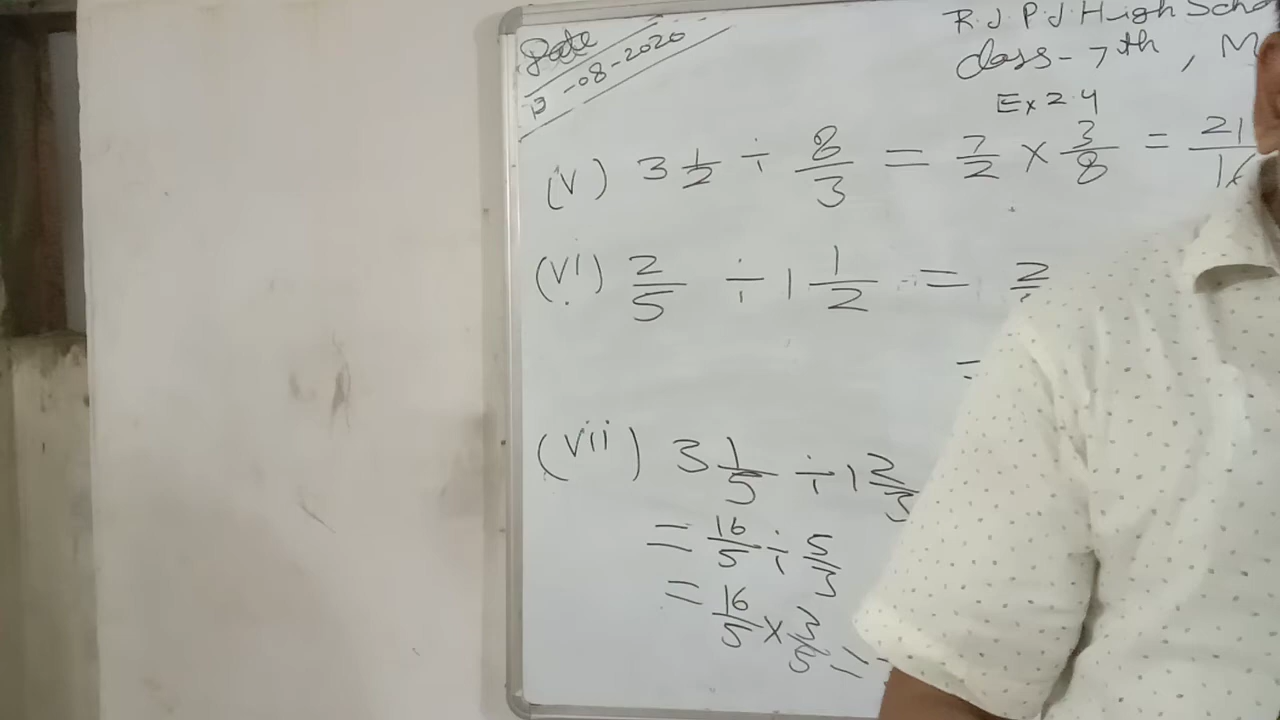 Date
13-08-2020
R.J.P.J High Scho
class-7th, M
Ex 2.4
(v) 3 1/2 ÷ 8/3 = 7/2 × 3/8 = 21/16
(vi) 2/5 ÷ 1 1/2 = 2
=
(vii) 3 1/5 ÷ 1 2/3
= 16/5 ÷ 5/3
= 16/5 × 3/5 =